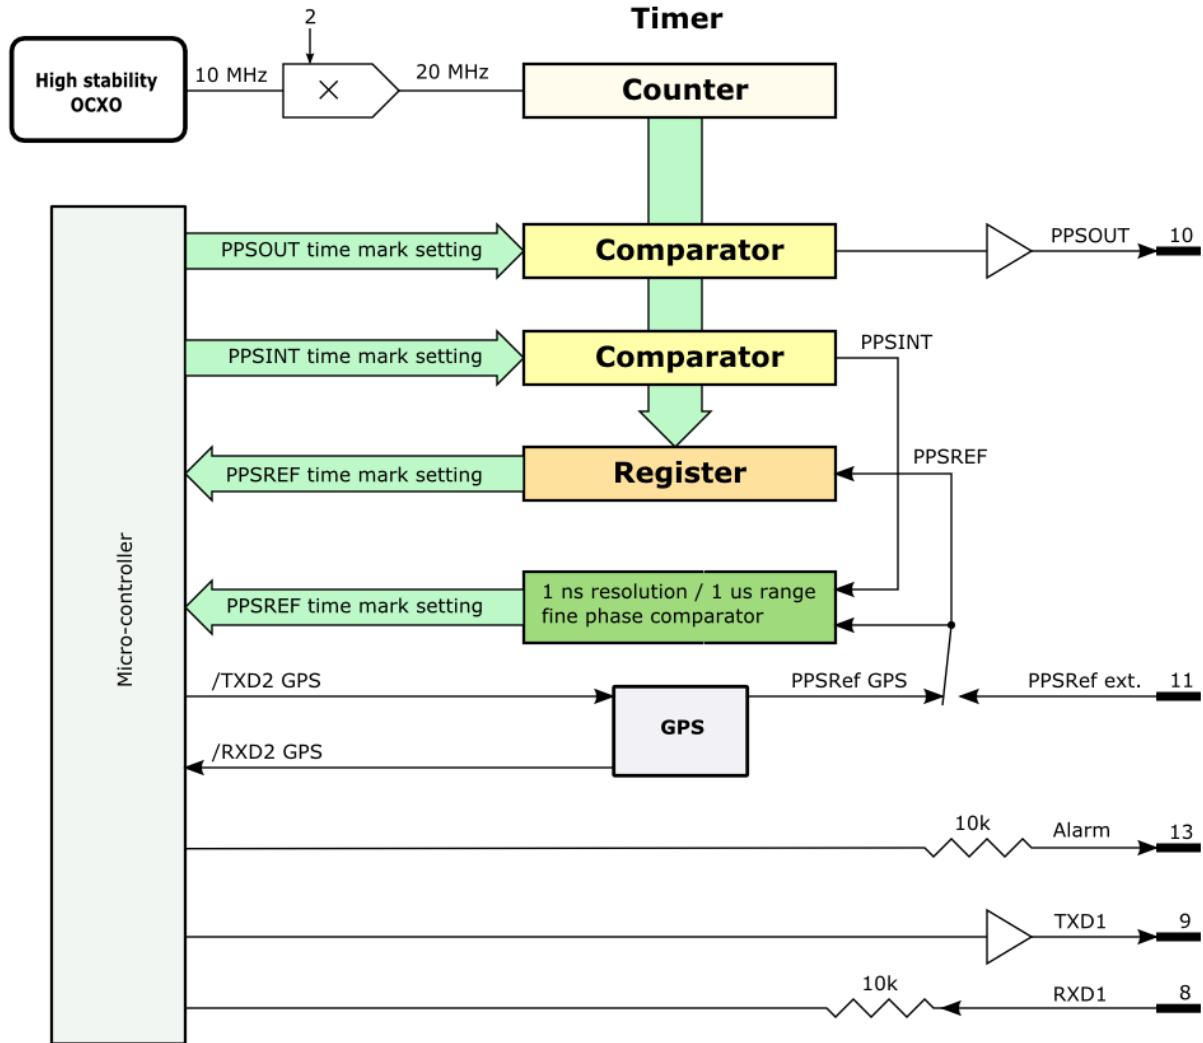 Timer
2
High stability
OCXO
10 MHz
×
20 MHz
Counter
PPSOUT time mark setting
Comparator
PPSOUT
10
PPSINT time mark setting
Comparator
PPSINT
PPSREF time mark setting
Register
PPSREF
Micro-controller
PPSREF time mark setting
1 ns resolution / 1 us range
fine phase comparator
/TXD2 GPS
PPSRef GPS
PPSRef ext.
11
GPS
/RXD2 GPS
10k
Alarm
13
TXD1
9
10k
RXD1
8